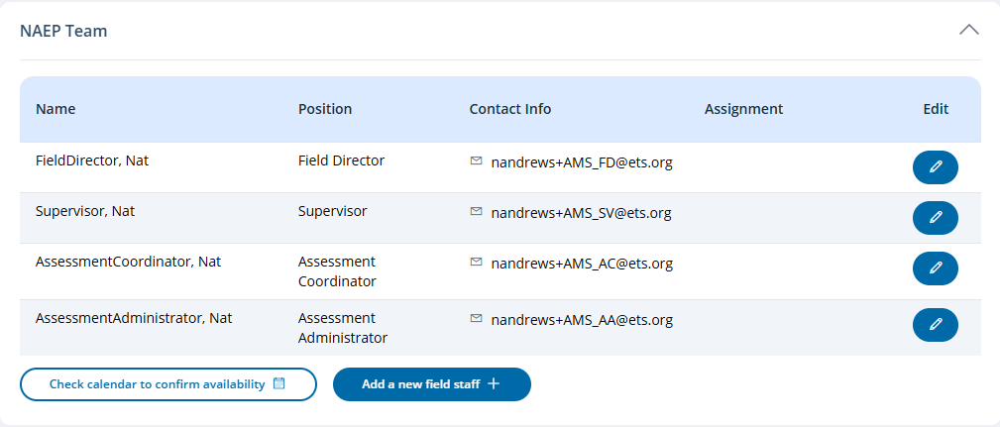 NAEP Team
Name Position Contact Info Assignment Edit
FieldDirector, Nat Field Director nandrews+AMS_FD@ets.org
Supervisor, Nat Supervisor nandrews+AMS_SV@ets.org
AssessmentCoordinator, Nat Assessment Coordinator nandrews+AMS_AC@ets.org
AssessmentAdministrator, Nat Assessment Administrator nandrews+AMS_AA@ets.org
Check calendar to confirm availability Add a new field staff +